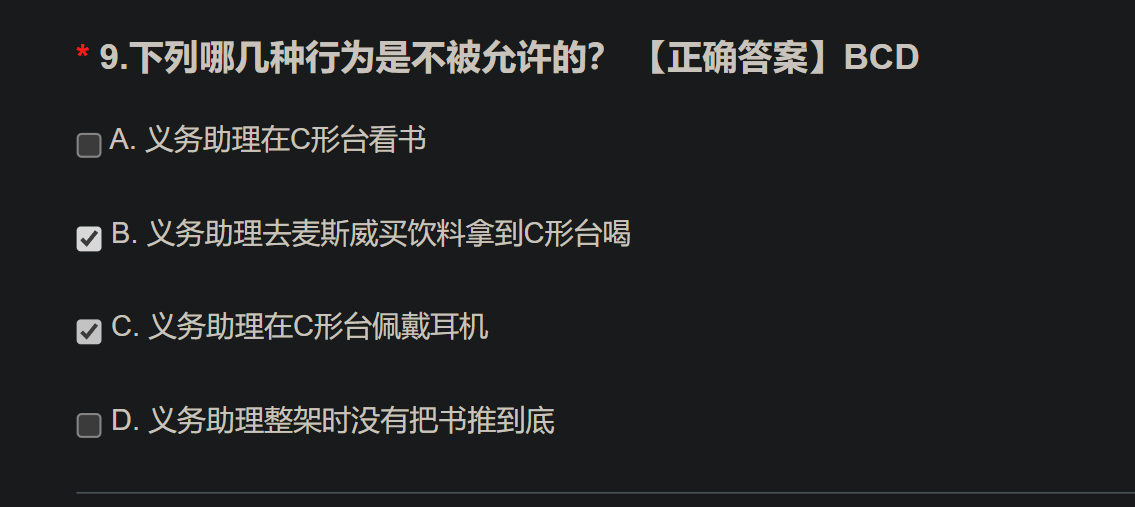 * 9.下列哪几种行为是不被允许的？ 【正确答案】BCD
A. 义务助理在C形台看书
B. 义务助理去麦斯威买饮料拿到C形台喝
C. 义务助理在C形台佩戴耳机
D. 义务助理整架时没有把书推到底